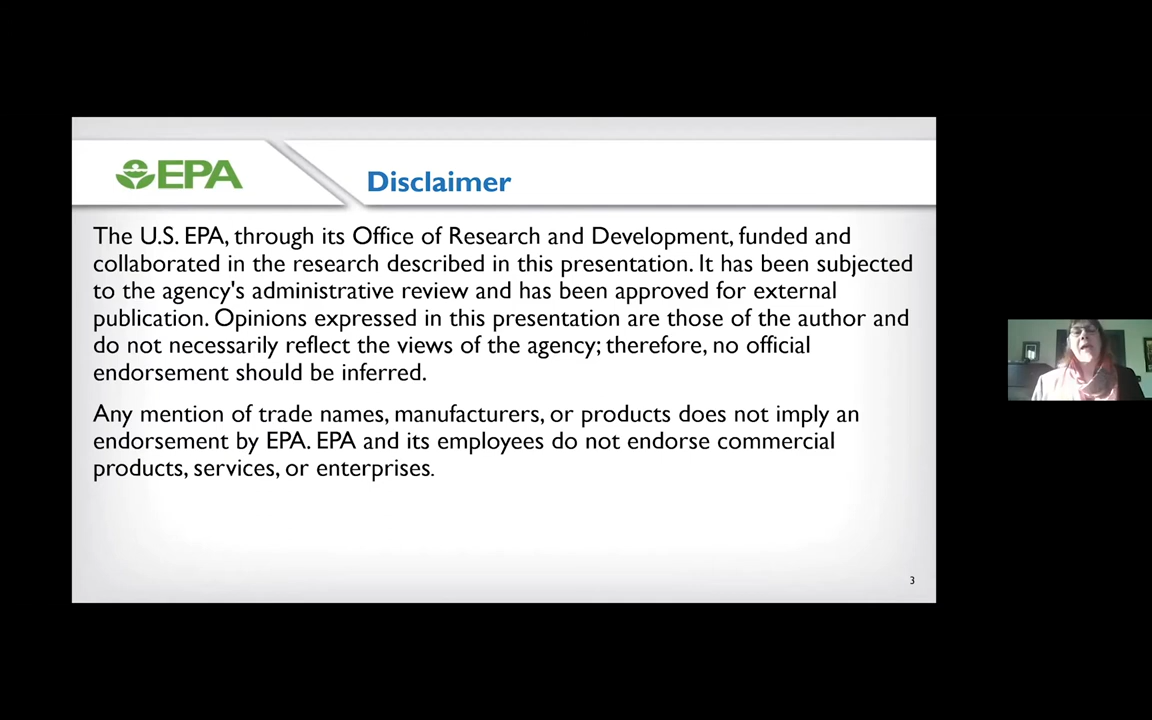 EPA
Disclaimer
The U.S. EPA, through its Office of Research and Development, funded and
collaborated in the research described in this presentation. It has been subjected
to the agency's administrative review and has been approved for external
publication. Opinions expressed in this presentation are those of the author and
do not necessarily reflect the views of the agency; therefore, no official
endorsement should be inferred.
Any mention of trade names, manufacturers, or products does not imply an
endorsement by EPA. EPA and its employees do not endorse commercial
products, services, or enterprises.
3